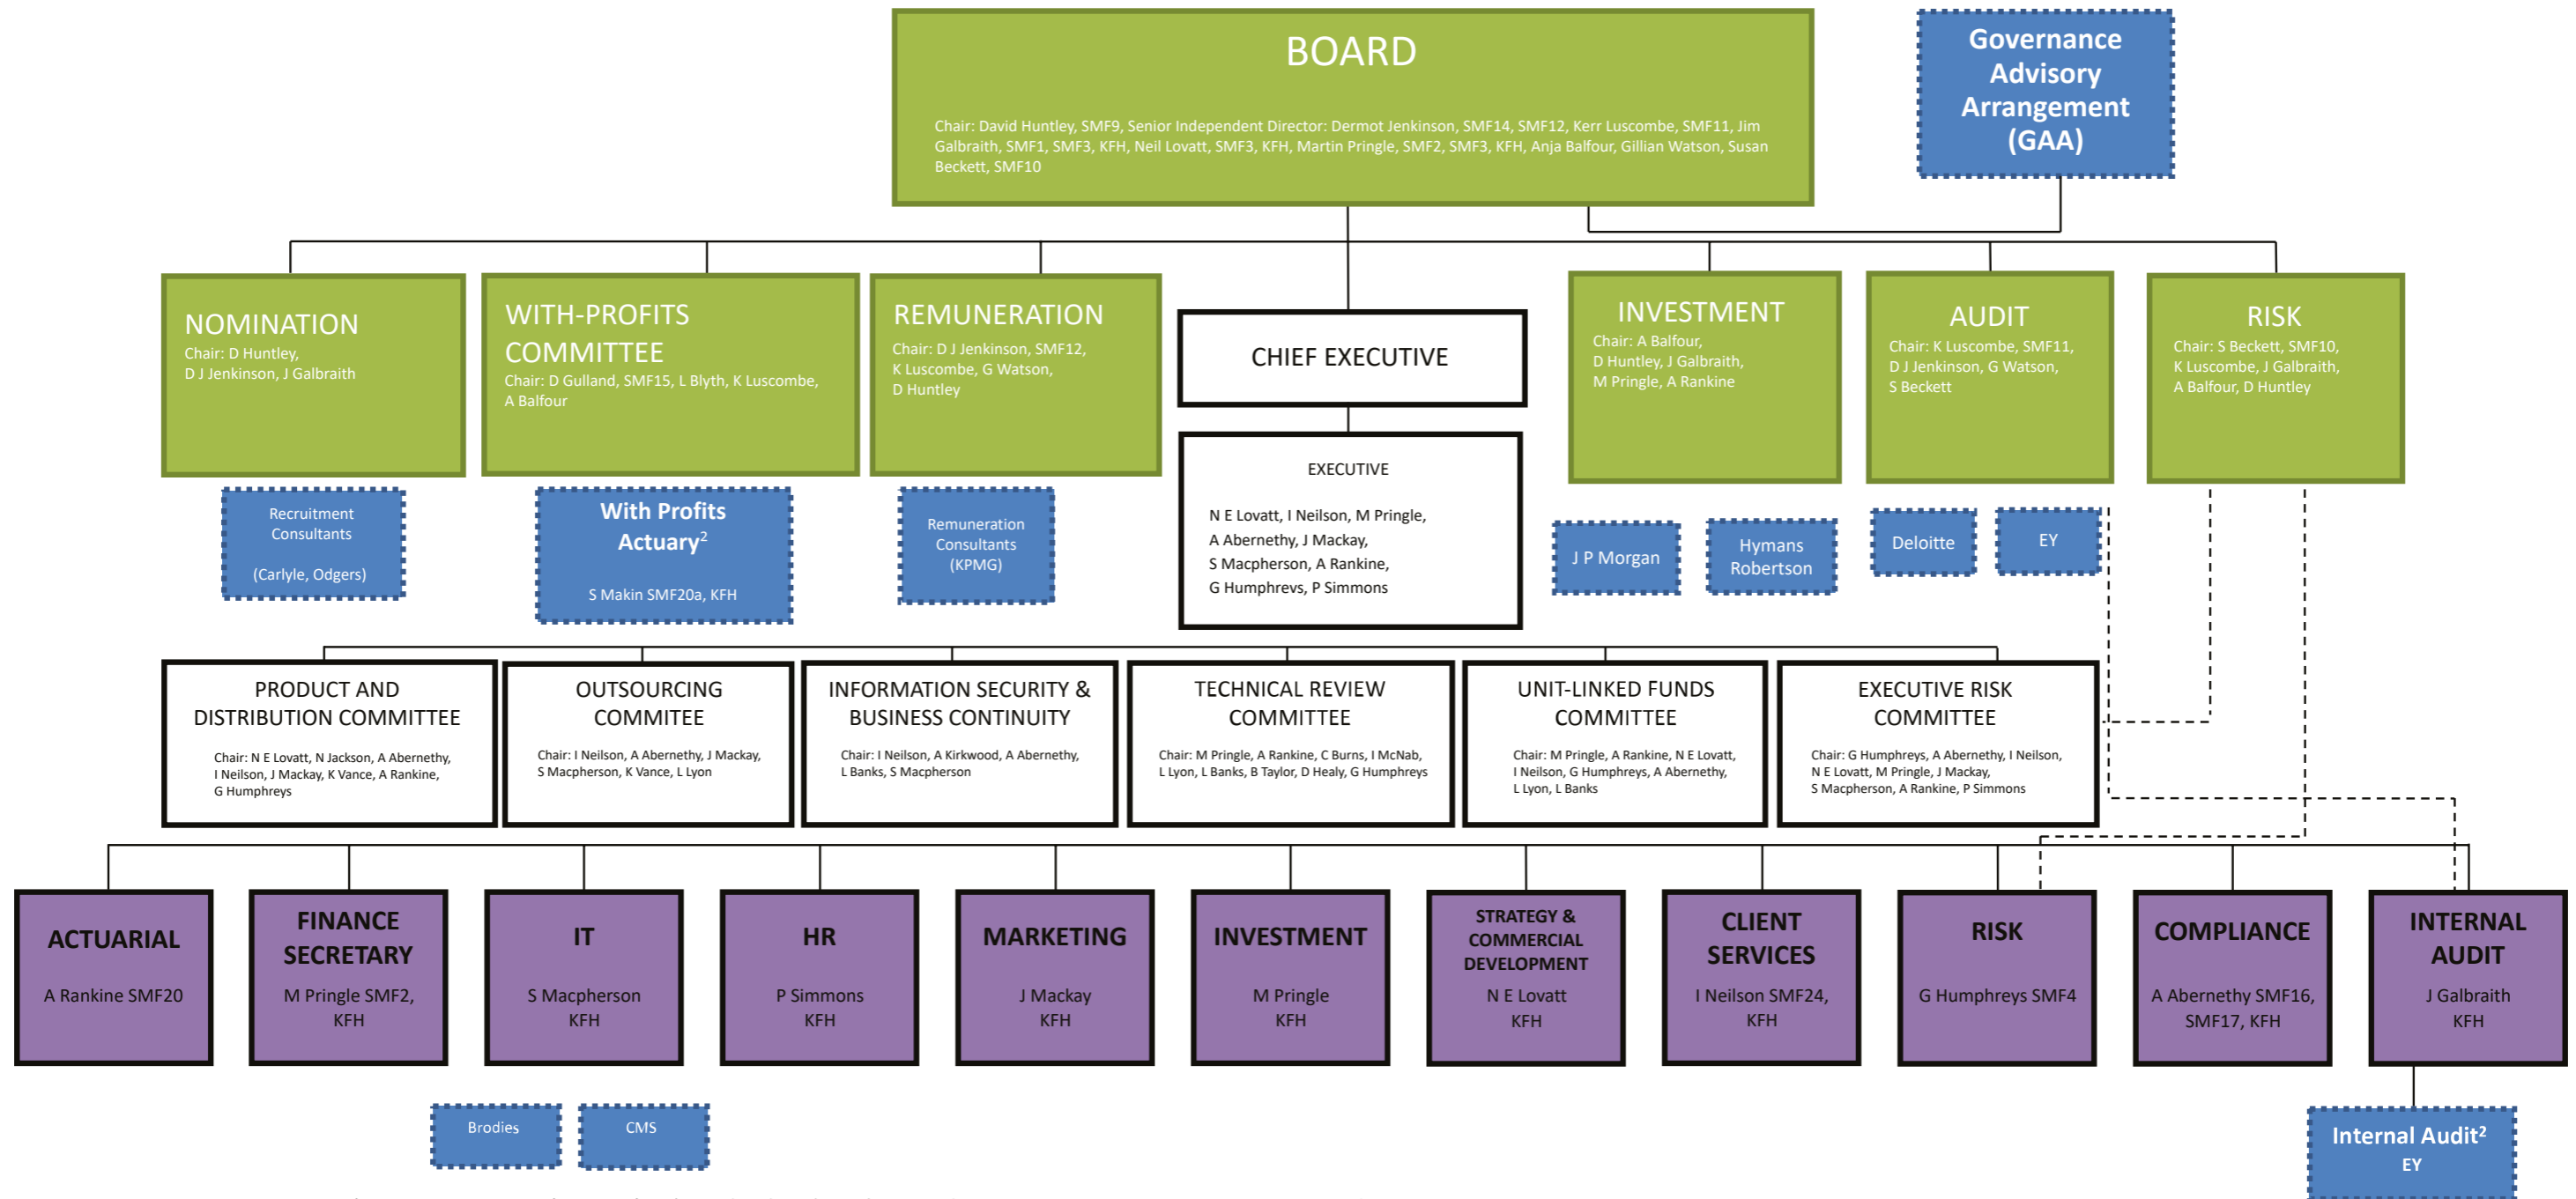 BOARD
Chair: David Huntley, SMF9, Senior Independent Director: Dermot Jenkinson, SMF14, SMF12, Kerr Luscombe, SMF11, Jim
Galbraith, SMF1, SMF3, KFH, Neil Lovatt, SMF3, KFH, Martin Pringle, SMF2, SMF3, KFH, Anja Balfour, Gillian Watson, Susan
Beckett, SMF10
Governance
Advisory
Arrangement
(GAA)
NOMINATION
Chair: D Huntley,
D J Jenkinson, J Galbraith
WITH-PROFITS
COMMITTEE
Chair: D Gulland, SMF15, L Blyth, K Luscombe,
A Balfour
REMUNERATION
Chair: D J Jenkinson, SMF12,
K Luscombe, G Watson,
D Huntley
CHIEF EXECUTIVE
INVESTMENT
Chair: A Balfour,
D Huntley, J Galbraith,
M Pringle, A Rankine
AUDIT
Chair: K Luscombe, SMF11,
D J Jenkinson, G Watson,
S Beckett
RISK
Chair: S Beckett, SMF10,
K Luscombe, J Galbraith,
A Balfour, D Huntley
Recruitment
Consultants
(Carlyle, Odgers)
With Profits
Actuary²
S Makin SMF20a, KFH
Remuneration
Consultants
(KPMG)
EXECUTIVE
N E Lovatt, I Neilson, M Pringle,
A Abernethy, J Mackay,
S Macpherson, A Rankine,
G Humphrevs, P Simmons
J P Morgan
Hymans
Robertson
Deloitte
EY
PRODUCT AND
DISTRIBUTION COMMITTEE
Chair: N E Lovatt, N Jackson, A Abernethy,
I Neilson, J Mackay, K Vance, A Rankine,
G Humphreys
OUTSOURCING
COMMITEE
Chair: I Neilson, A Abernethy, J Mackay,
S Macpherson, K Vance, L Lyon
INFORMATION SECURITY &
BUSINESS CONTINUITY
Chair: I Neilson, A Kirkwood, A Abernethy,
L Banks, S Macpherson
TECHNICAL REVIEW
COMMITTEE
Chair: M Pringle, A Rankine, C Burns, I McNab,
L Lyon, L Banks, B Taylor, D Healy, G Humphreys
UNIT-LINKED FUNDS
COMMITTEE
Chair: M Pringle, A Rankine, N E Lovatt,
I Neilson, G Humphreys, A Abernethy,
L Lyon, L Banks
EXECUTIVE RISK
COMMITTEE
Chair: G Humphreys, A Abernethy, I Neilson,
N E Lovatt, M Pringle, J Mackay,
S Macpherson, A Rankine, P Simmons
ACTUARIAL
A Rankine SMF20
FINANCE
SECRETARY
M Pringle SMF2,
KFH
IT
S Macpherson
KFH
HR
P Simmons
KFH
MARKETING
J Mackay
KFH
INVESTMENT
M Pringle
KFH
STRATEGY &
COMMERCIAL
DEVELOPMENT
N E Lovatt
KFH
CLIENT
SERVICES
I Neilson SMF24,
KFH
RISK
G Humphreys SMF4
COMPLIANCE
A Abernethy SMF16,
SMF17, KFH
INTERNAL
AUDIT
J Galbraith
KFH
Brodies
CMS
Internal Audit²
EY